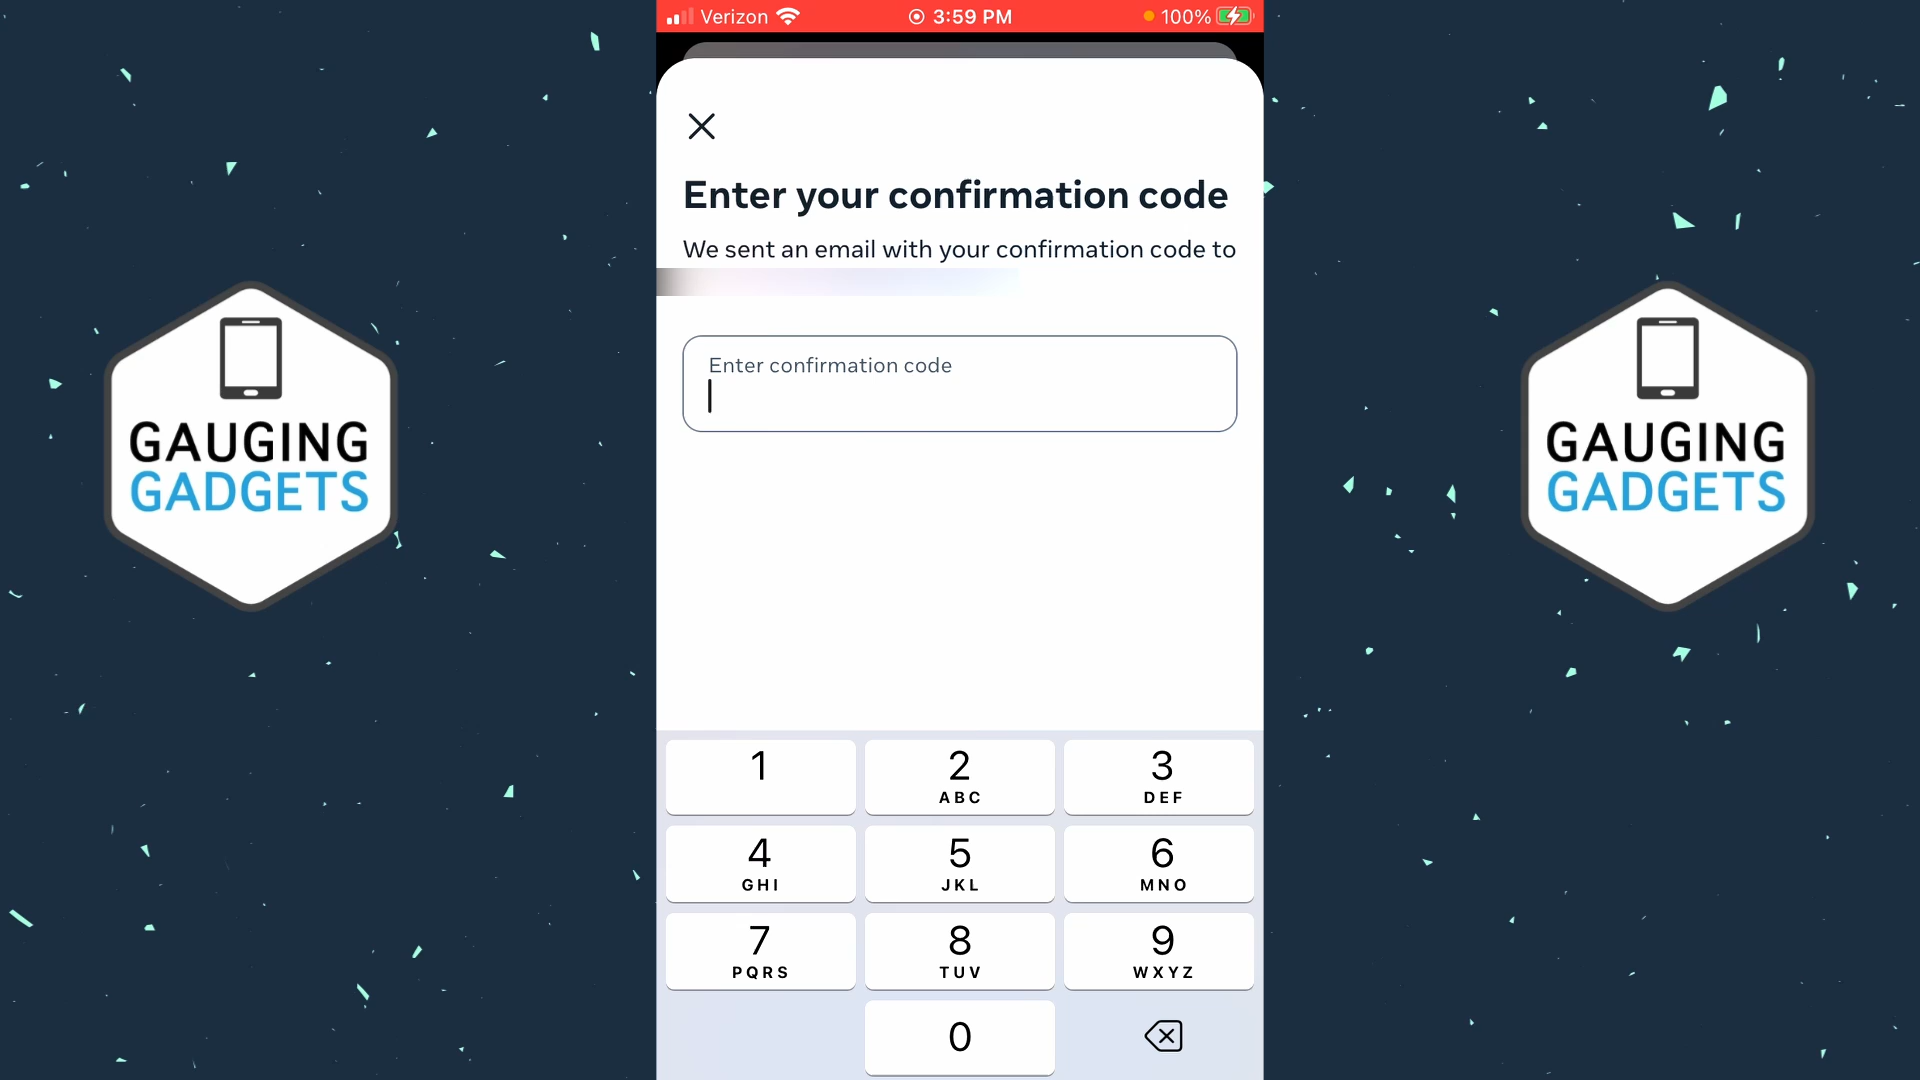 Verizon 3:59 PM 100%
Enter your confirmation code
We sent an email with your confirmation code to
Enter confirmation code
GAUGING
GADGETS
GAUGING
GADGETS
1 2 3
ABC DEF
4 5 6
GHI JKL MNO
7 8 9
PQRS TUV WXYZ
0